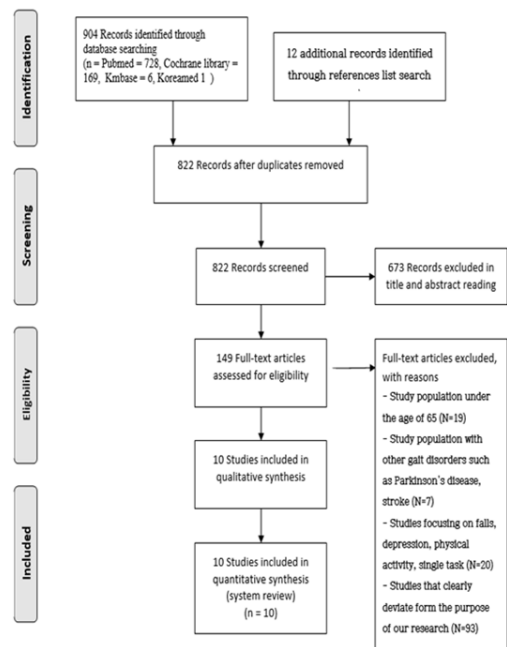 Identification
904 Records identified through
database searching
(n = Pubmed = 728, Cochrane library =
169, Kmbase = 6, Koreamed 1 )
12 additional records identified
through references list search
.
822 Records after duplicates removed
Screening
822 Records screened
673 Records excluded in
title and abstract reading
Eligibility
149 Full-text articles
assessed for eligibility
Full-text articles excluded,
with reasons
- Study population under
the age of 65 (N=19)
- Study population with
other gait disorders such
as Parkinson's disease,
stroke (N=7)
- Studies focusing on falls,
depression, physical
activity, single task (N=20)
- Studies that clearly
deviate form the purpose
of our research (N=93)
10 Studies included in
qualitative synthesis
Included
10 Studies included in
quantitative synthesis
(system review)
(n = 10)